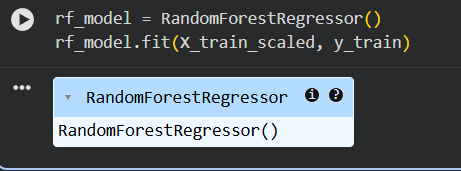 rf_model = RandomForestRegressor()
rf_model.fit(X_train_scaled, y_train)
...
RandomForestRegressor i ?
RandomForestRegressor()